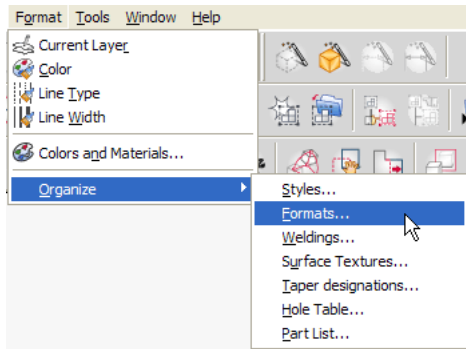 Format Tools Window Help
Current Layer
Color
Line Type
Line Width
Colors and Materials...
Organize
Styles...
Formats...
Weldings...
Surface Textures...
Taper designations...
Hole Table...
Part List...